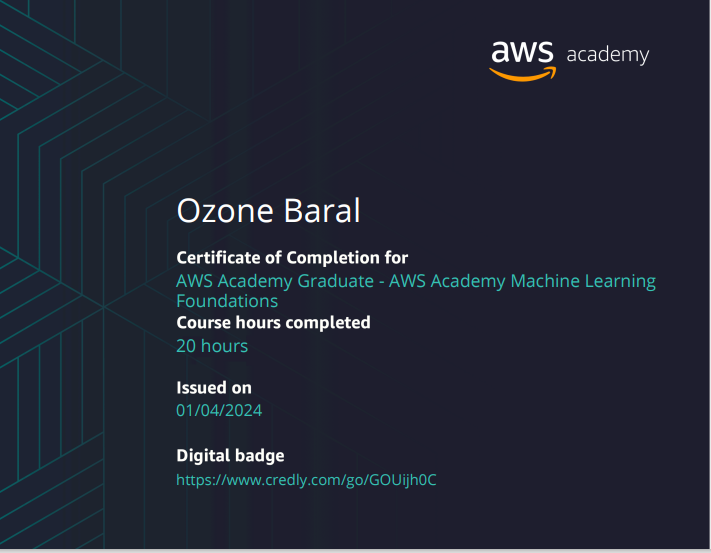 aws academy
Ozone Baral
Certificate of Completion for
AWS Academy Graduate - AWS Academy Machine Learning
Foundations
Course hours completed
20 hours
Issued on
01/04/2024
Digital badge
https://www.credly.com/go/GOUijh0C